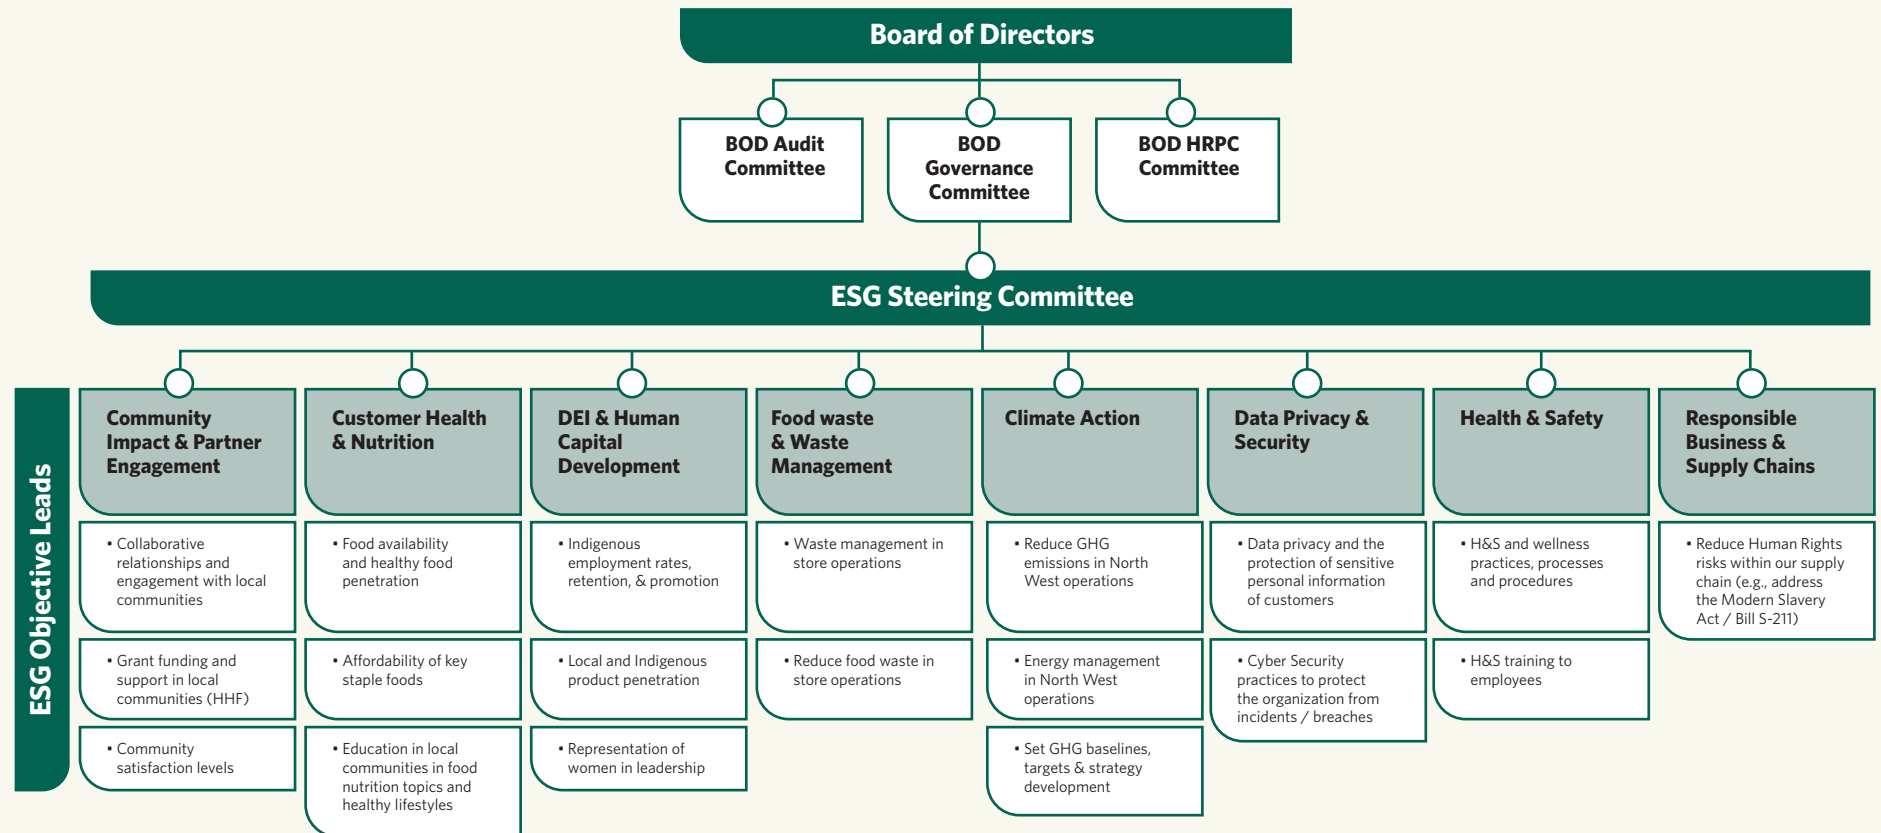 Board of Directors
BOD Audit
Committee
BOD
Governance
Committee
BOD HRPC
Committee
ESG Steering Committee
ESG Objective Leads
Community
Impact & Partner
Engagement
• Collaborative
relationships and
engagement with local
communities
• Grant funding and
support in local
communities (HHF)
• Community
satisfaction levels
Customer Health
& Nutrition
• Food availability
and healthy food
penetration
• Affordability of key
staple foods
• Education in local
communities in food
nutrition topics and
healthy lifestyles
DEI & Human
Capital
Development
• Indigenous
employment rates,
retention, & promotion
• Local and Indigenous
product penetration
• Representation of
women in leadership
Food waste
& Waste
Management
• Waste management in
store operations
• Reduce food waste in
store operations
Climate Action
• Reduce GHG
emissions in North
West operations
• Energy management
in North West
operations
• Set GHG baselines,
targets & strategy
development
Data Privacy &
Security
• Data privacy and the
protection of sensitive
personal information
of customers
• Cyber Security
practices to protect
the organization from
incidents / breaches
Health & Safety
• H&S and wellness
practices, processes
and procedures
• H&S training to
employees
Responsible
Business &
Supply Chains
• Reduce Human Rights
risks within our supply
chain (e.g., address
the Modern Slavery
Act / Bill S-211)